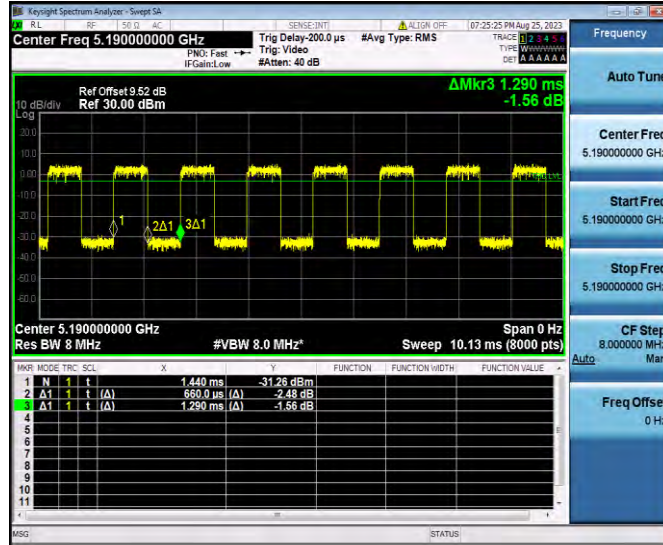 Keysight Spectrum Analyzer - Swept SA
RL RF 50 Ω AC SENSE:INT ALIGN OFF 07:25:25 PM Aug 25, 2023
Center Freq 5.190000000 GHz
PNO: Fast
IFGain:Low
Trig Delay-200.0 µs
Trig: Video
#Atten: 40 dB
#Avg Type: RMS
TRACE 1 2 3 4 5 6
TYPE W
DET A A A A A A
Frequency
Auto Tune
ΔMkr3 1.290 ms
-1.56 dB
Ref Offset 9.52 dB
Ref 30.00 dBm
10 dB/div
Log
20.0
10.0
0.00
-10.0
-20.0
-30.0
-40.0
-50.0
-60.0
1
2Δ1
3Δ1
Center Freq
5.190000000 GHz
Start Freq
5.190000000 GHz
Stop Freq
5.190000000 GHz
CF Step
8.000000 MHz
Auto Man
Freq Offset
0 Hz
Center 5.190000000 GHz
Span 0 Hz
Res BW 8 MHz
#VBW 8.0 MHz*
Sweep 10.13 ms (8000 pts)
MKR MODE TRC SCL X Y FUNCTION FUNCTION WIDTH FUNCTION VALUE
1 N 1 t 1.440 ms -31.26 dBm
2 Δ1 1 t (Δ) 660.0 µs (Δ) -2.48 dB
3 Δ1 1 t (Δ) 1.290 ms (Δ) -1.56 dB
4
5
6
7
8
9
10
11
MSG
STATUS